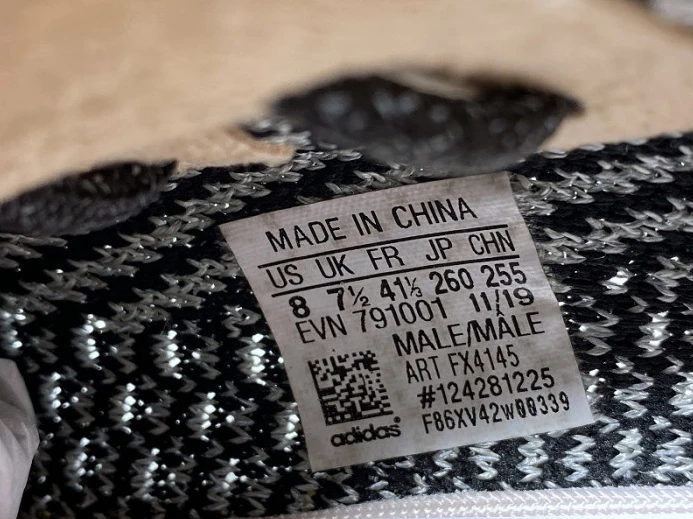 MADE IN CHINA
US UK FR JP CHN
8 7½ 41⅓ 260 255
EVN 791001 11/19
MALE/MÂLE
ART FX4145
#124281225
F86XV42W00339
adidas®